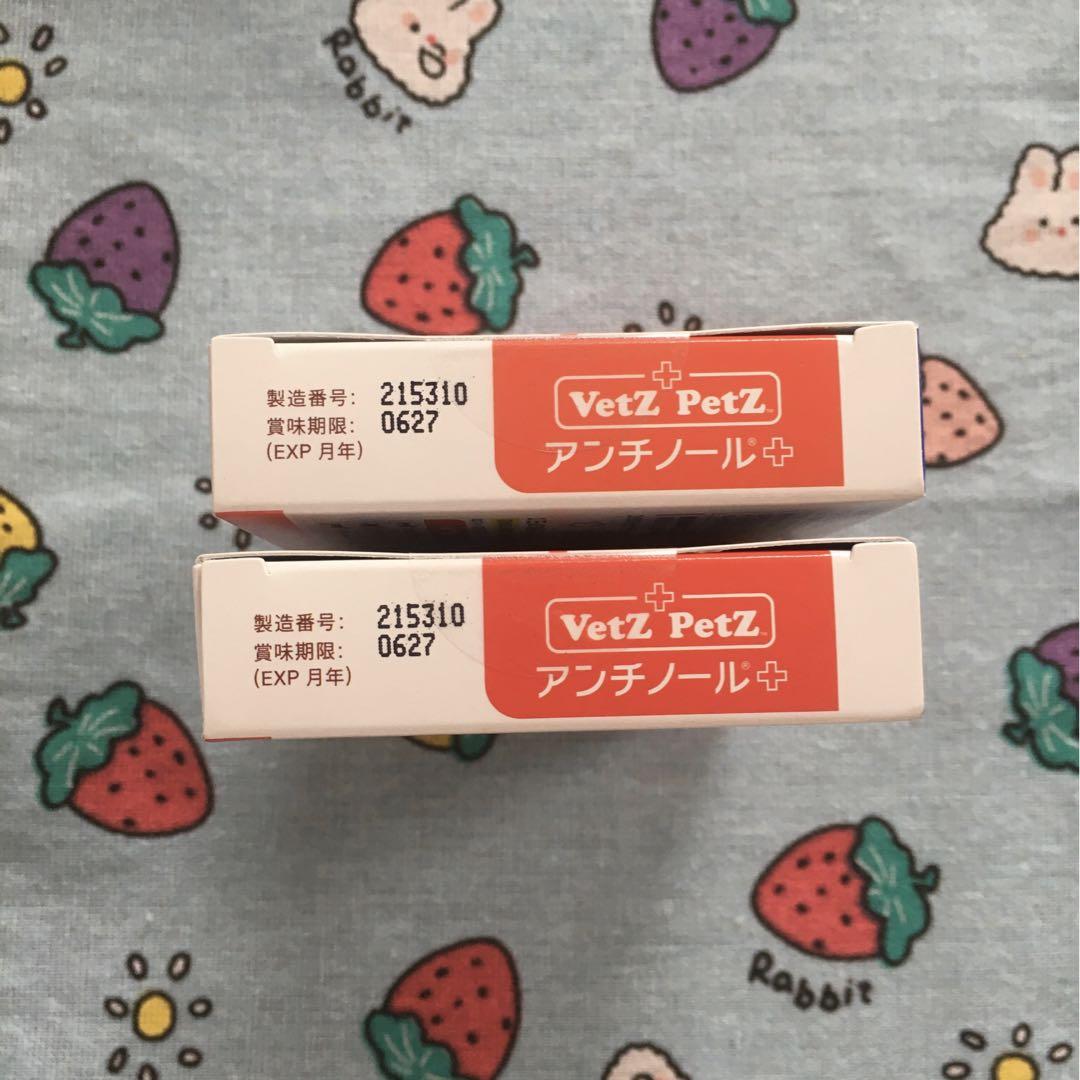 Rabbit
製造番号: 215310
賞味期限: 0627
(EXP 月年)
VetZ PetZ™
アンチノール®
製造番号: 215310
賞味期限: 0627
(EXP 月年)
VetZ PetZ™
アンチノール®
Rabbit